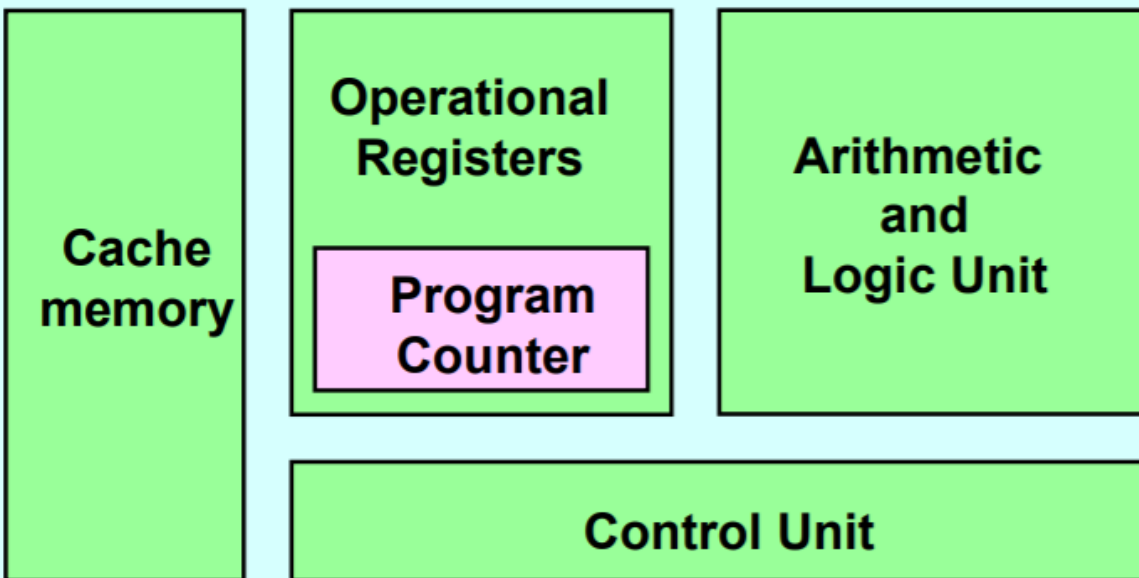 Cache
memory
Operational
Registers
Program
Counter
Arithmetic
and
Logic Unit
Control Unit